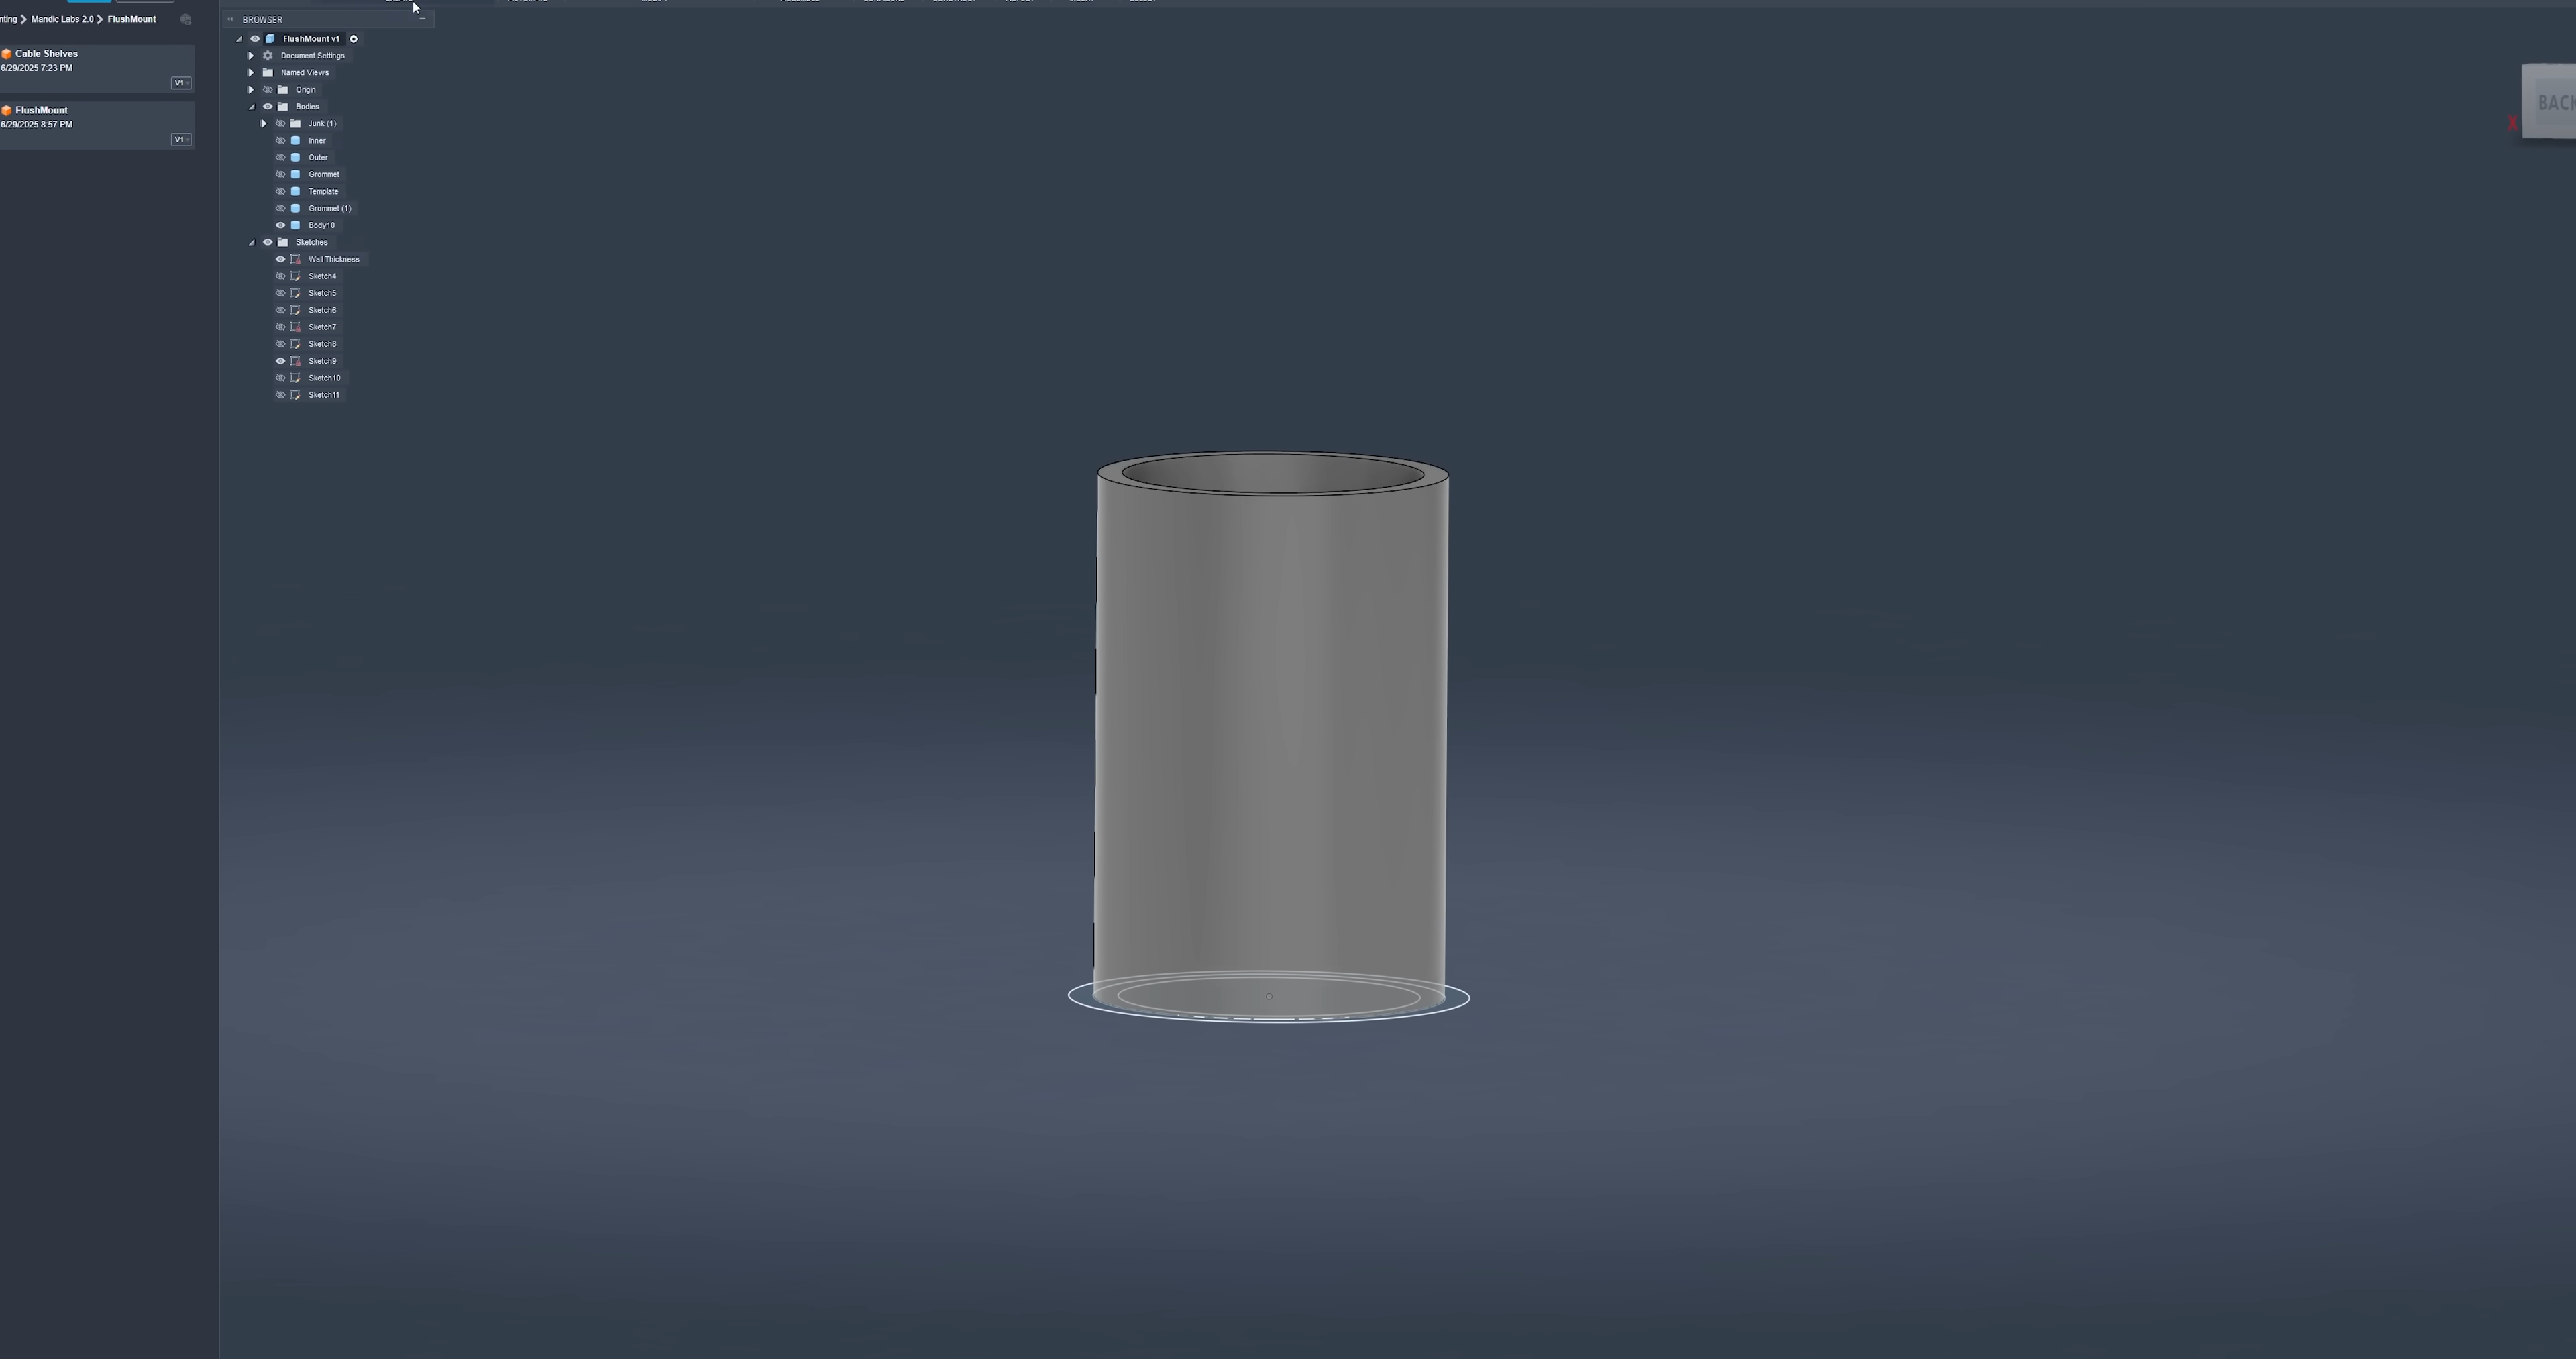 nting > Mandic Labs 2.0 > FlushMount
Cable Shelves
6/29/2025 7:23 PM
V1
FlushMount
6/29/2025 8:57 PM
V1
BROWSER
FlushMount v1
Document Settings
Named Views
Origin
Bodies
Junk (1)
Inner
Outer
Grommet
Template
Grommet (1)
Body10
Sketches
Wall Thickness
Sketch4
Sketch5
Sketch6
Sketch7
Sketch8
Sketch9
Sketch10
Sketch11
BACK
X